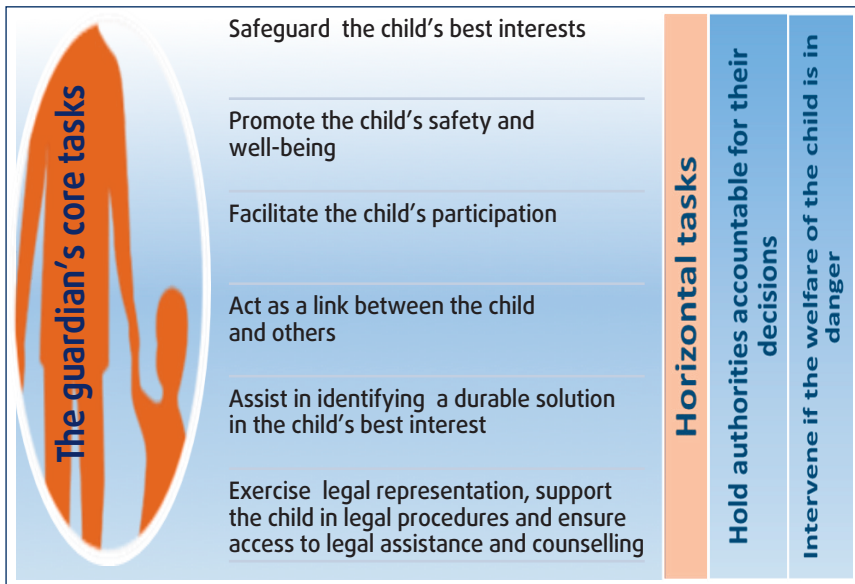 The guardian's core tasks
Safeguard the child's best interests
Promote the child's safety and
well-being
Facilitate the child's participation
Act as a link between the child
and others
Assist in identifying a durable solution
in the child's best interest
Exercise legal representation, support
the child in legal procedures and ensure
access to legal assistance and counselling
Horizontal tasks
Hold authorities accountable for their
decisions
Intervene if the welfare of the child is in
danger